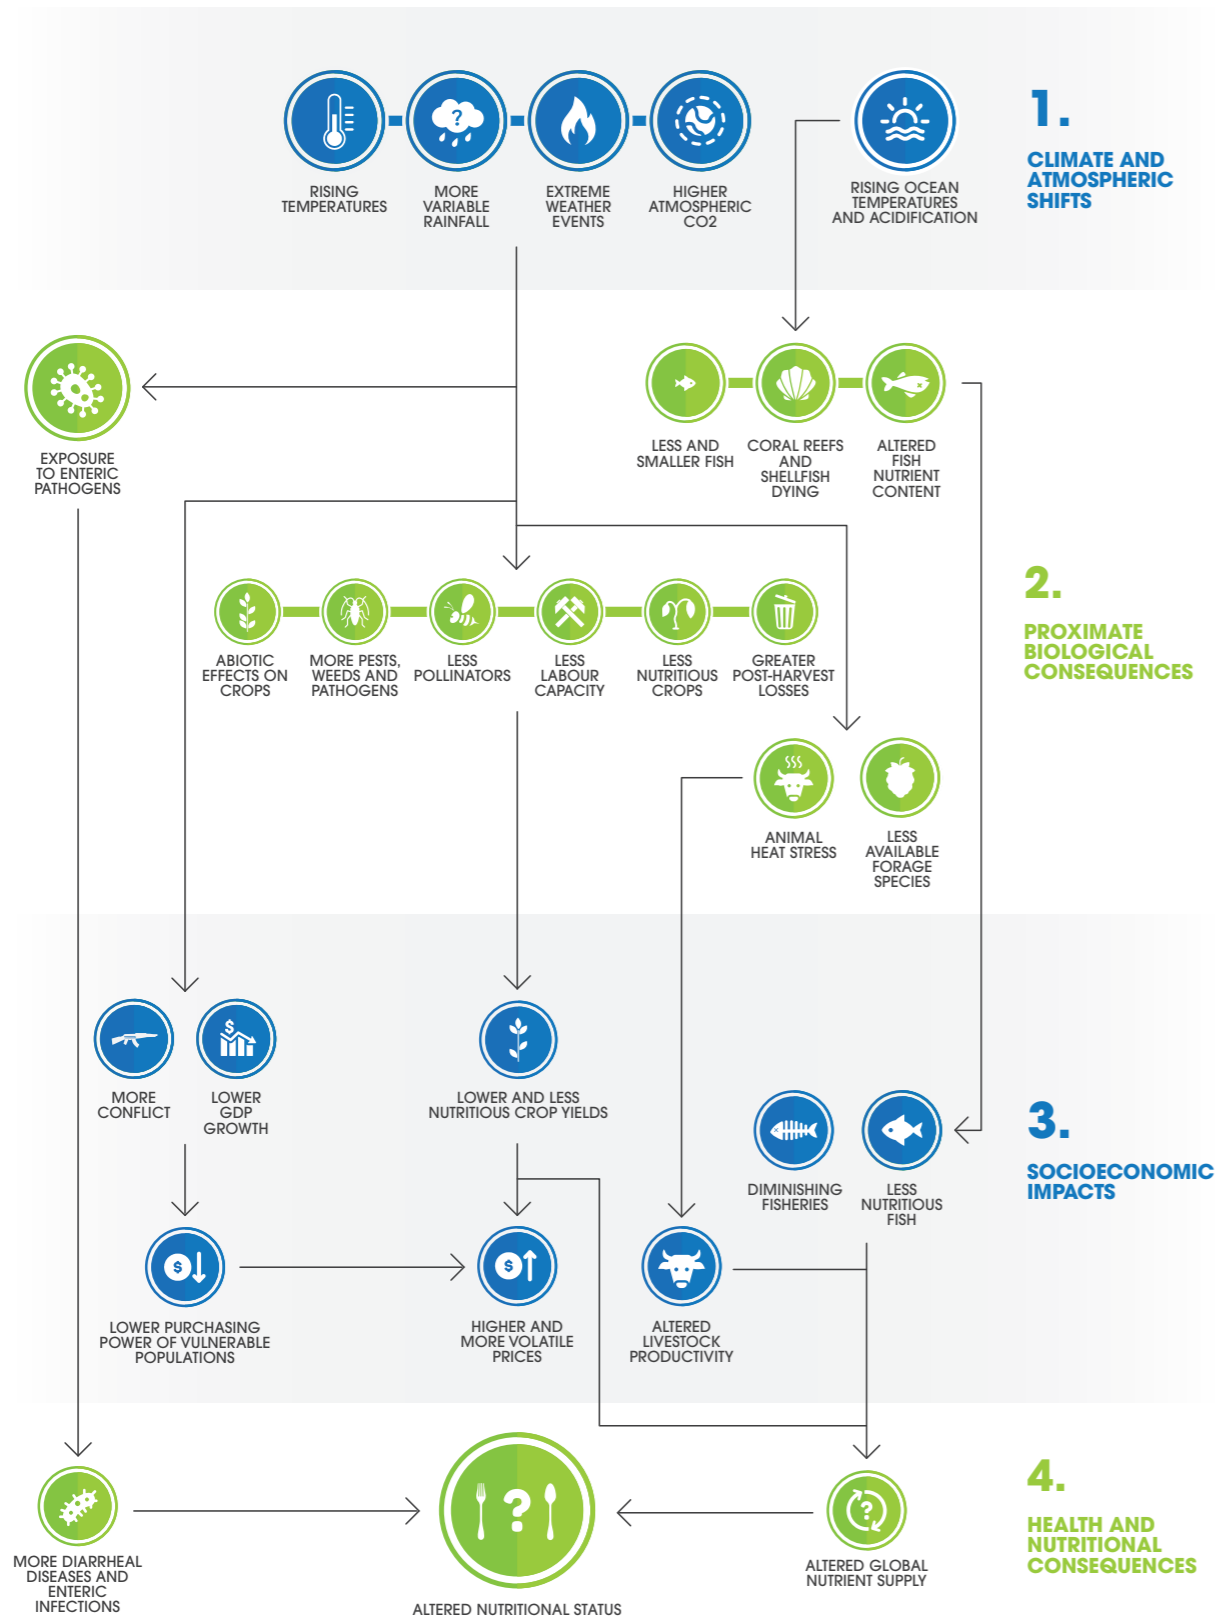 1.
CLIMATE AND
ATMOSPHERIC
SHIFTS
?
RISING
TEMPERATURES
MORE
VARIABLE
RAINFALL
EXTREME
WEATHER
EVENTS
HIGHER
ATMOSPHERIC
CO2
RISING OCEAN
TEMPERATURES
AND ACIDIFICATION
2.
PROXIMATE
BIOLOGICAL
CONSEQUENCES
EXPOSURE
TO ENTERIC
PATHOGENS
LESS AND
SMALLER FISH
CORAL REEFS
AND
SHELLFISH
DYING
ALTERED
FISH
NUTRIENT
CONTENT
ABIOTIC
EFFECTS ON
CROPS
MORE PESTS,
WEEDS AND
PATHOGENS
LESS
POLLINATORS
LESS
LABOUR
CAPACITY
LESS
NUTRITIOUS
CROPS
GREATER
POST-HARVEST
LOSSES
ANIMAL
HEAT STRESS
LESS
AVAILABLE
FORAGE
SPECIES
3.
SOCIOECONOMIC
IMPACTS
MORE
CONFLICT
$
LOWER
GDP
GROWTH
LOWER AND LESS
NUTRITIOUS CROP YIELDS
DIMINISHING
FISHERIES
LESS
NUTRITIOUS
FISH
$
LOWER PURCHASING
POWER OF VULNERABLE
POPULATIONS
$
HIGHER AND
MORE VOLATILE
PRICES
ALTERED
LIVESTOCK
PRODUCTIVITY
4.
HEALTH AND
NUTRITIONAL
CONSEQUENCES
MORE DIARRHEAL
DISEASES AND
ENTERIC
INFECTIONS
?
ALTERED NUTRITIONAL STATUS
?
ALTERED GLOBAL
NUTRIENT SUPPLY